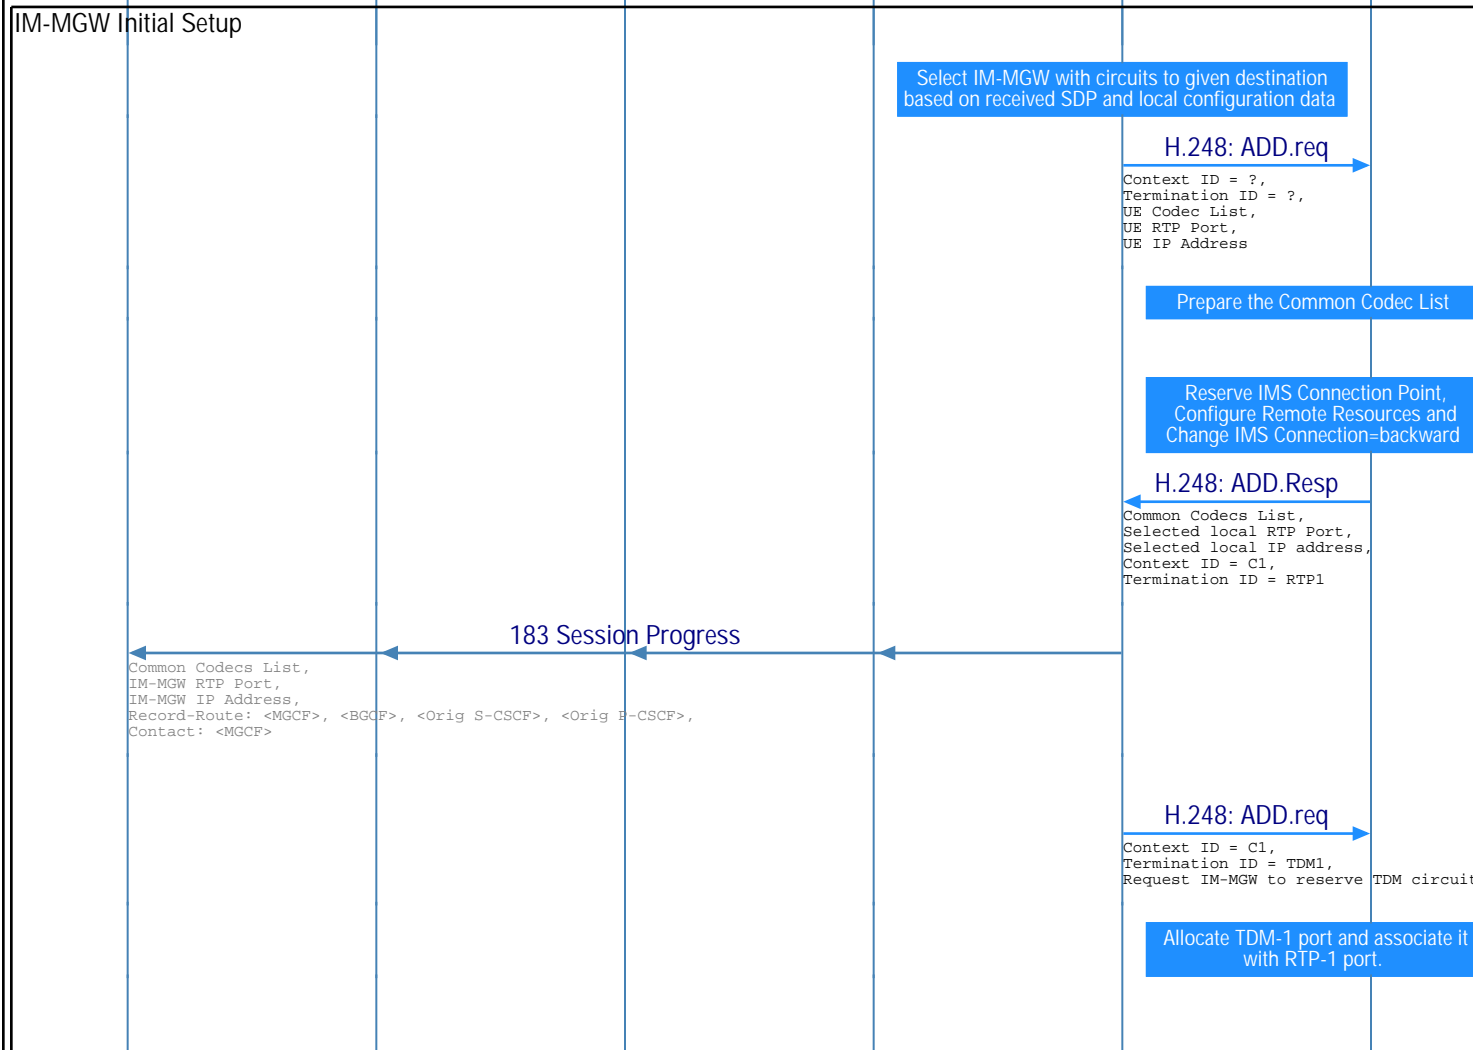 IM-MGW Initial Setup
Select IM-MGW with circuits to given destination
based on received SDP and local configuration data
H.248: ADD.req
Context ID = ?,
Termination ID = ?,
UE Codec List,
UE RTP Port,
UE IP Address
Prepare the Common Codec List
Reserve IMS Connection Point,
Configure Remote Resources and
Change IMS Connection=backward
H.248: ADD.Resp
Common Codecs List,
Selected local RTP Port,
Selected local IP address,
Context ID = C1,
Termination ID = RTP1
183 Session Progress
Common Codecs List,
IM-MGW RTP Port,
IM-MGW IP Address,
Record-Route: <MGCF>, <BGCF>, <Orig S-CSCF>, <Orig P-CSCF>,
Contact: <MGCF>
H.248: ADD.req
Context ID = C1,
Termination ID = TDM1,
Request IM-MGW to reserve TDM circuit
Allocate TDM-1 port and associate it
with RTP-1 port.